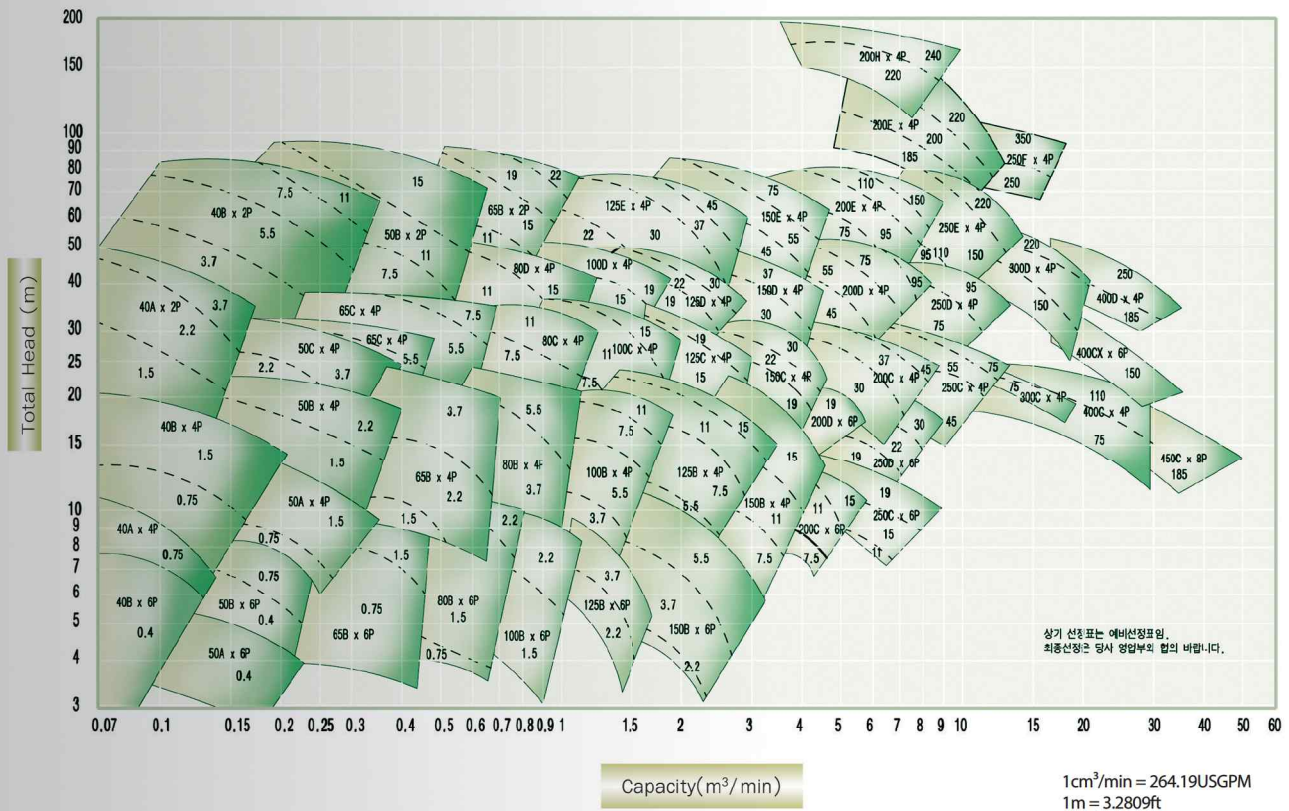 200
150
100
90
80
70
60
50
40
30
25
20
15
10
9
8
7
6
5
4
3
Total Head (m)
200H x 4P 240
220
200E x 4P 220
200
185
350
250F x 4P
250
7.5 11
40B x 2P
5.5
3.7
15
50B x 2P
11
7.5
19 22
65B x 2P
15
11
125E x 4P 45
37
22 30
75
150E x 4P
55
45
110
200E x 4P 150
75 95
220
250E x 4P
95 110 150
220
300D x 4P
150
250
400D x 4P
185
40A x 2P 3.7
2.2
1.5
65C x 4P 7.5
65C x 4P
5.5 5.5
50C x 4P
2.2 3.7
80D x 4P
11 15
100D x 4P
15 19
22 30
19 125D x 4P
37
150D x 4P
30
75
55 95
200D x 4P
45
95
250D x 4P
75
11
80C x 4P
7.5
15
11 100C x 4P
7.5
19
125C x 4P
15
30
22
150C x 4P
19
37
45
200C x 4P
30
55 75
250C x 4P
45
75 300C x 4P
400CX x 6P
150
110
400C x 4P
75
450C x 8P
185
40B x 4P
1.5
0.75
50B x 4P
2.2
1.5
3.7
65B x 4P
2.2
1.5
5.5
80B x 4P
3.7
2.2
11
7.5
100B x 4P
5.5
3.7
11 15
125B x 4P
7.5
5.5
15
150B x 4P
11
7.5
19
200D x 6P
30
22
19 250D x 6P
11 15
200C x 6P
7.5
19
250C x 6P
15
11
40A x 4P
0.75
50A x 4P
1.5
0.75
40B x 6P
0.4
0.75
50B x 6P
0.4
50A x 6P
0.4
1.5
0.75
65B x 6P
80B x 6P
1.5
0.75
2.2
100B x 6P
1.5
3.7
125B x 6P
2.2
5.5
3.7
150B x 6P
2.2
상기 선정표는 예비선정표임.
최종선정은 당사 영업부와 협의 바랍니다.
0.07 0.1 0.15 0.2 0.25 0.3 0.4 0.5 0.6 0.7 0.8 0.9 1 1.5 2 3 4 5 6 7 8 9 10 15 20 30 40 50 60
Capacity(m³/min)
1cm³/min = 264.19USGPM
1m = 3.2809ft